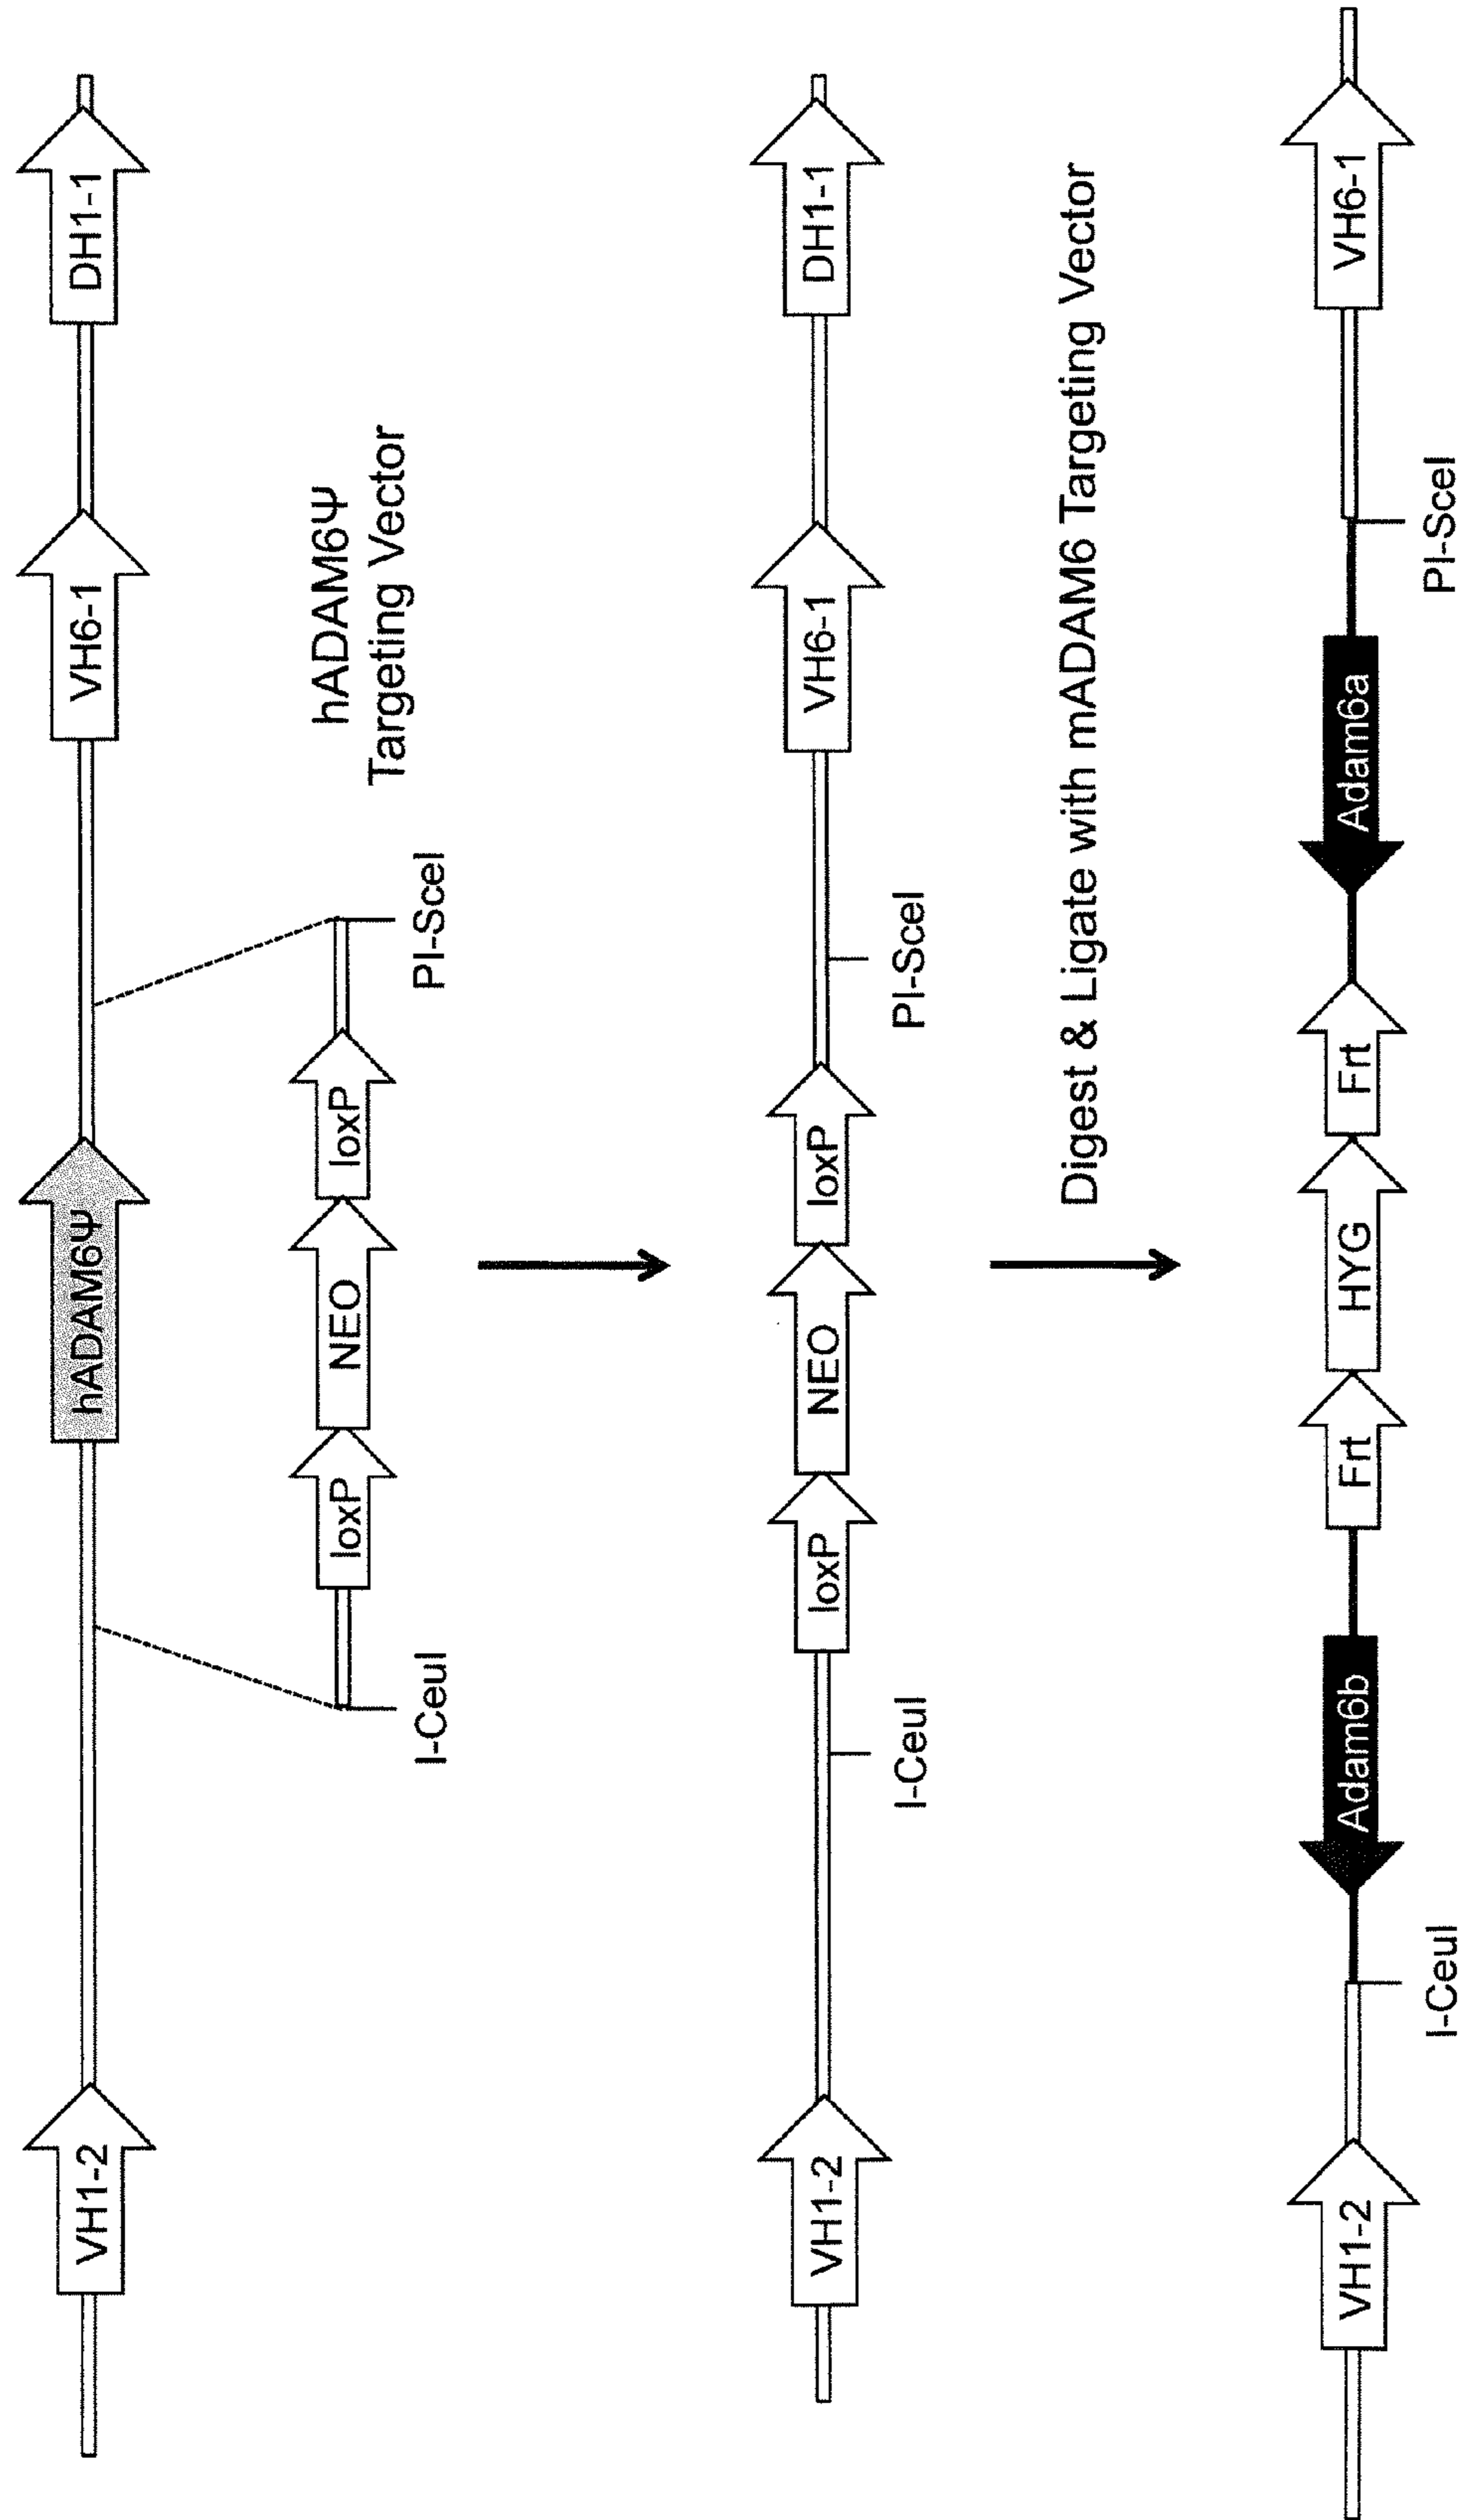 VH1-2
hADAM6Ψ
VH6-1
DH1-1
loxP
NEO
loxP
hADAM6Ψ
Targeting Vector
I-CeuI
PI-SceI
VH1-2
loxP
NEO
loxP
VH6-1
DH1-1
I-CeuI
PI-SceI
Digest & Ligate with mADAM6 Targeting Vector
VH1-2
Adam6b
Frt
HYG
Frt
Adam6a
VH6-1
I-CeuI
PI-SceI